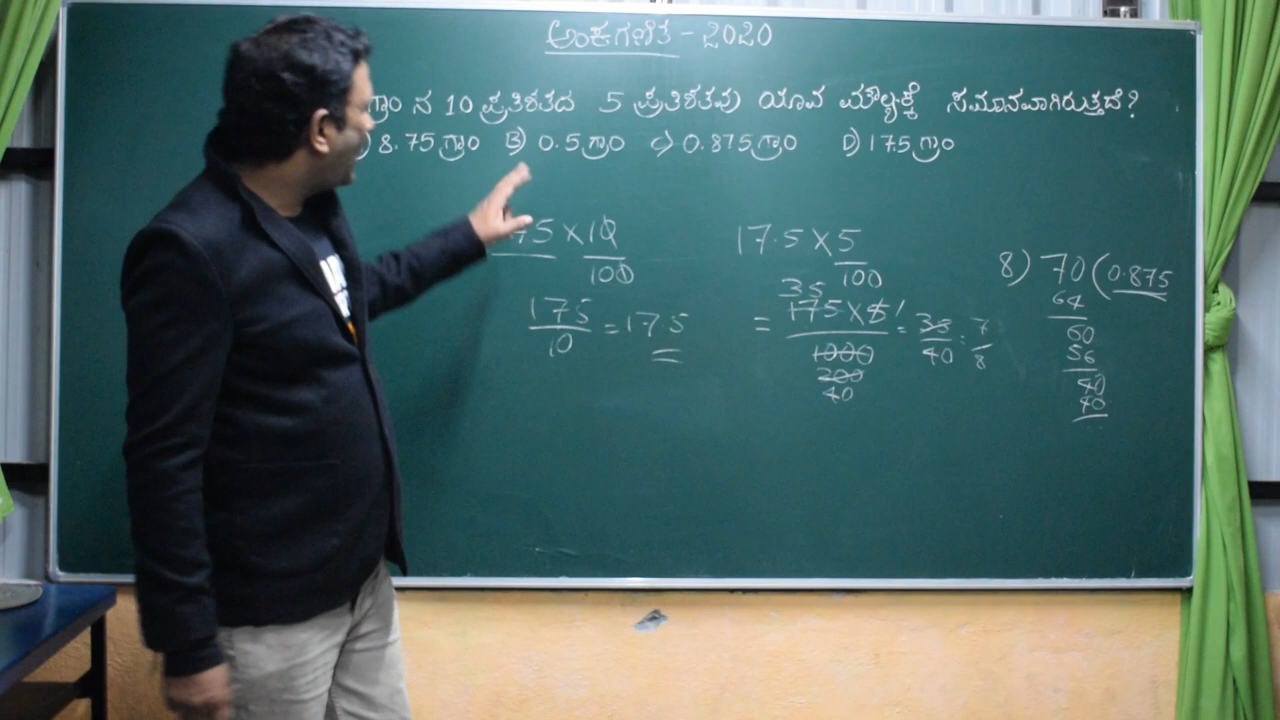 ಅಂಕಗಣಿತ - 2020
ಗ್ರಾಂ ನ 10 ಪ್ರತಿಶತದ 5 ಪ್ರತಿಶತವು ಯಾವ ಮೌಲ್ಯಕ್ಕೆ ಸಮಾನವಾಗಿರುತ್ತದೆ?
) 8.75 ಗ್ರಾಂ B) 0.5 ಗ್ರಾಂ C) 0.875 ಗ್ರಾಂ D) 17.5 ಗ್ರಾಂ
75 × 10
100
175
10
= 17.5
17.5 × 5
100
35
= 175 × 5 1
1000
200
40
= 35
40
= 7
8
8) 70 ( 0.875
64
60
56
40
40